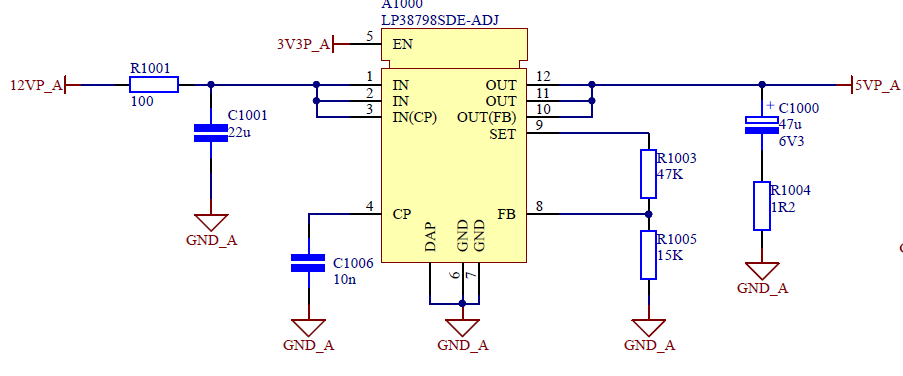 A1000
LP38798SDE-ADJ
3V3P_A
5
EN
12VP_A
R1001
100
1
IN
2
IN
3
IN(CP)
OUT
12
OUT
11
OUT(FB)
10
SET
9
5VP_A
C1001
22u
+
C1000
47u
6V3
R1003
47K
R1004
1R2
4
CP
FB
8
GND_A
DAP
GND
GND
6
7
C1006
10n
R1005
15K
GND_A
GND_A
GND_A
GND_A